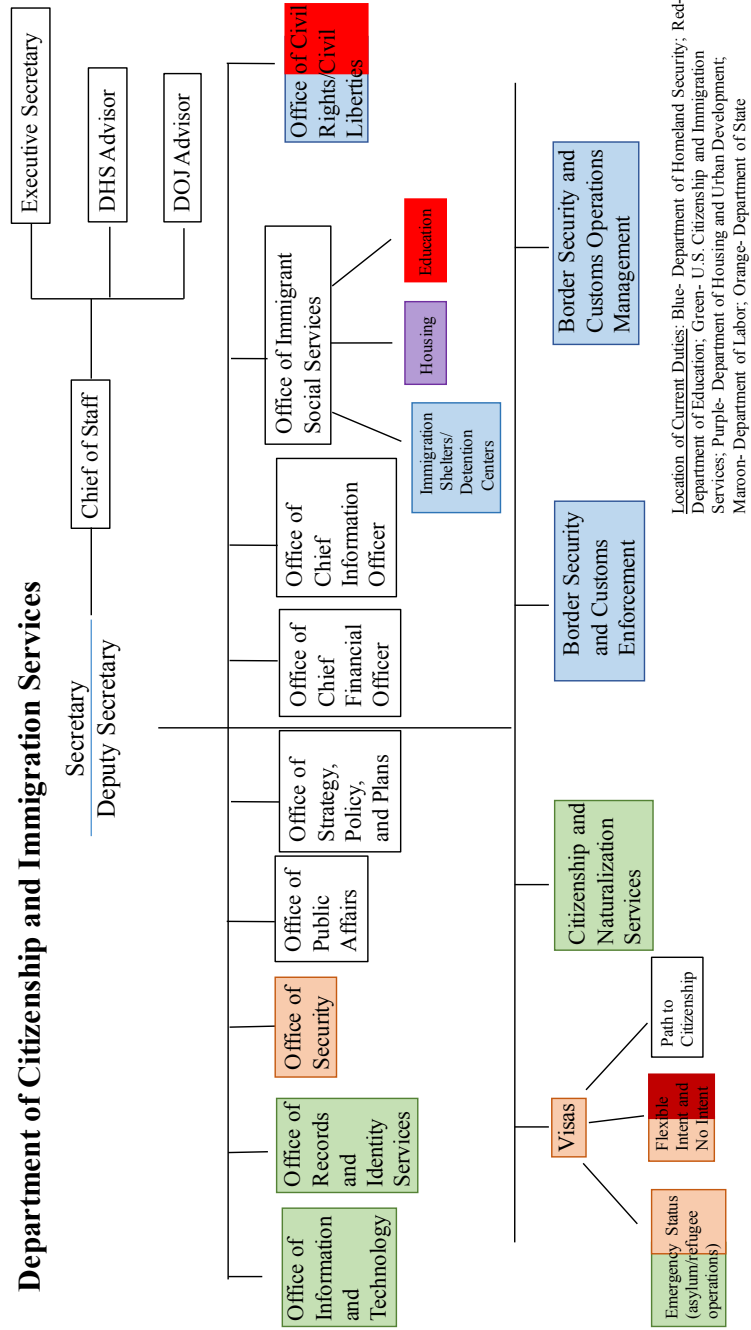 Department of Citizenship and Immigration Services
Secretary
Deputy Secretary
Chief of Staff
Executive Secretary
DHS Advisor
DOJ Advisor
Office of
Information
and
Technology
Office of
Records
and
Identity
Services
Office of
Security
Office of
Public
Affairs
Office of
Strategy,
Policy,
and Plans
Office of
Chief
Financial
Officer
Office of
Chief
Information
Officer
Office of Immigrant
Social Services
Office of Civil
Rights/Civil
Liberties
Immigration
Shelters/
Detention
Centers
Housing
Education
Visas
Citizenship and
Naturalization
Services
Border Security
and Customs
Enforcement
Border Security and
Customs Operations
Management
Emergency Status
(asylum/refugee
operations)
Flexible
Intent and
No Intent
Path to
Citizenship
Location of Current Duties: Blue- Department of Homeland Security; Red-
Department of Education; Green- U.S. Citizenship and Immigration
Services; Purple- Department of Housing and Urban Development;
Maroon- Department of Labor; Orange- Department of State